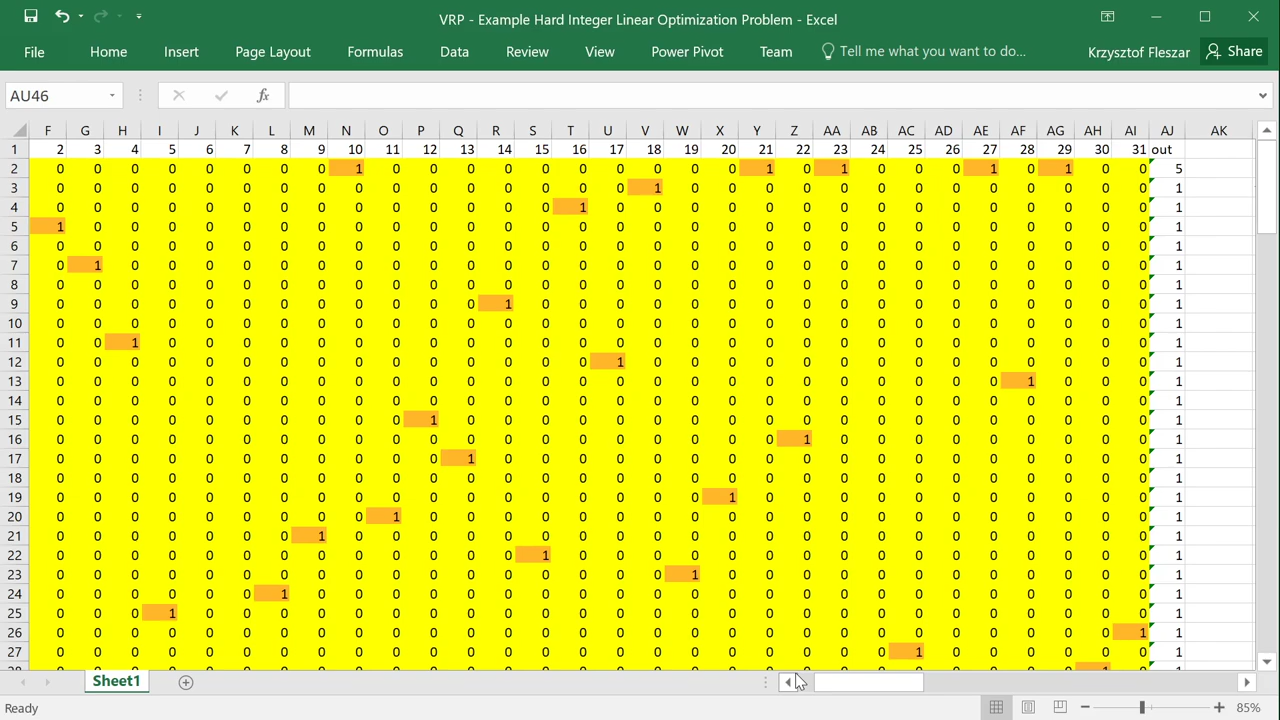 VRP - Example Hard Integer Linear Optimization Problem - Excel
File Home Insert Page Layout Formulas Data Review View Power Pivot Team Tell me what you want to do... Krzysztof Fleszar Share
AU46 fx
F G H I J K L M N O P Q R S T U V W X Y Z AA AB AC AD AE AF AG AH AI AJ AK
1 2 3 4 5 6 7 8 9 10 11 12 13 14 15 16 17 18 19 20 21 22 23 24 25 26 27 28 29 30 31 out
2 0 0 0 0 0 0 0 0 1 0 0 0 0 0 0 0 0 0 0 1 0 1 0 0 0 1 0 1 0 0 5
3 0 0 0 0 0 0 0 0 0 0 0 0 0 0 0 0 1 0 0 0 0 0 0 0 0 0 0 0 0 0 1
4 0 0 0 0 0 0 0 0 0 0 0 0 0 0 1 0 0 0 0 0 0 0 0 0 0 0 0 0 0 0 1
5 1 0 0 0 0 0 0 0 0 0 0 0 0 0 0 0 0 0 0 0 0 0 0 0 0 0 0 0 0 0 1
6 0 0 0 0 0 0 0 0 0 0 0 0 0 0 0 0 0 0 0 0 0 0 0 0 0 0 0 0 0 0 1
7 0 1 0 0 0 0 0 0 0 0 0 0 0 0 0 0 0 0 0 0 0 0 0 0 0 0 0 0 0 0 1
8 0 0 0 0 0 0 0 0 0 0 0 0 0 0 0 0 0 0 0 0 0 0 0 0 0 0 0 0 0 0 1
9 0 0 0 0 0 0 0 0 0 0 0 0 1 0 0 0 0 0 0 0 0 0 0 0 0 0 0 0 0 0 1
10 0 0 0 0 0 0 0 0 0 0 0 0 0 0 0 0 0 0 0 0 0 0 0 0 0 0 0 0 0 0 1
11 0 0 1 0 0 0 0 0 0 0 0 0 0 0 0 0 0 0 0 0 0 0 0 0 0 0 0 0 0 0 1
12 0 0 0 0 0 0 0 0 0 0 0 0 0 0 0 1 0 0 0 0 0 0 0 0 0 0 0 0 0 0 1
13 0 0 0 0 0 0 0 0 0 0 0 0 0 0 0 0 0 0 0 0 0 0 0 0 0 0 1 0 0 0 1
14 0 0 0 0 0 0 0 0 0 0 0 0 0 0 0 0 0 0 0 0 0 0 0 0 0 0 0 0 0 0 1
15 0 0 0 0 0 0 0 0 0 0 1 0 0 0 0 0 0 0 0 0 0 0 0 0 0 0 0 0 0 0 1
16 0 0 0 0 0 0 0 0 0 0 0 0 0 0 0 0 0 0 0 0 1 0 0 0 0 0 0 0 0 0 1
17 0 0 0 0 0 0 0 0 0 0 0 1 0 0 0 0 0 0 0 0 0 0 0 0 0 0 0 0 0 0 1
18 0 0 0 0 0 0 0 0 0 0 0 0 0 0 0 0 0 0 0 0 0 0 0 0 0 0 0 0 0 0 1
19 0 0 0 0 0 0 0 0 0 0 0 0 0 0 0 0 0 0 1 0 0 0 0 0 0 0 0 0 0 0 1
20 0 0 0 0 0 0 0 0 0 1 0 0 0 0 0 0 0 0 0 0 0 0 0 0 0 0 0 0 0 0 1
21 0 0 0 0 0 0 0 1 0 0 0 0 0 0 0 0 0 0 0 0 0 0 0 0 0 0 0 0 0 0 1
22 0 0 0 0 0 0 0 0 0 0 0 0 0 1 0 0 0 0 0 0 0 0 0 0 0 0 0 0 0 0 1
23 0 0 0 0 0 0 0 0 0 0 0 0 0 0 0 0 0 1 0 0 0 0 0 0 0 0 0 0 0 0 1
24 0 0 0 0 0 0 1 0 0 0 0 0 0 0 0 0 0 0 0 0 0 0 0 0 0 0 0 0 0 0 1
25 0 0 0 1 0 0 0 0 0 0 0 0 0 0 0 0 0 0 0 0 0 0 0 0 0 0 0 0 0 0 1
26 0 0 0 0 0 0 0 0 0 0 0 0 0 0 0 0 0 0 0 0 0 0 0 0 0 0 0 0 0 1 1
27 0 0 0 0 0 0 0 0 0 0 0 0 0 0 0 0 0 0 0 0 0 0 0 1 0 0 0 0 0 0 1
Sheet1
Ready 85%